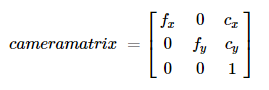 cameramatrix = [ f_x 0 c_x
0 f_y c_y
0 0 1 ]